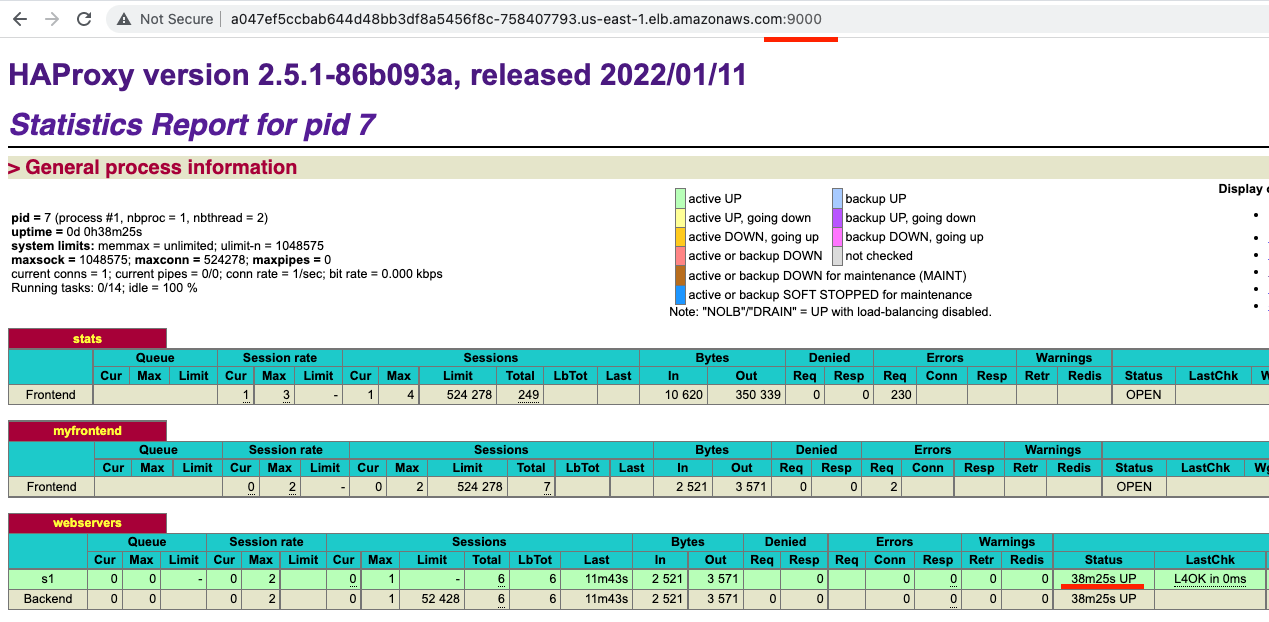 Not Secure | a047ef5ccbab644d48bb3df8a5456f8c-758407793.us-east-1.elb.amazonaws.com:9000
HAProxy version 2.5.1-86b093a, released 2022/01/11
Statistics Report for pid 7
> General process information
pid = 7 (process #1, nbproc = 1, nbthread = 2)
uptime = 0d 0h38m25s
system limits: memmax = unlimited; ulimit-n = 1048575
maxsock = 1048575; maxconn = 524278; maxpipes = 0
current conns = 1; current pipes = 0/0; conn rate = 1/sec; bit rate = 0.000 kbps
Running tasks: 0/14; idle = 100 %
active UP backup UP
active UP, going down backup UP, going down
active DOWN, going up backup DOWN, going up
active or backup DOWN not checked
active or backup DOWN for maintenance (MAINT)
active or backup SOFT STOPPED for maintenance
Note: "NOLB"/"DRAIN" = UP with load-balancing disabled.
Display
stats
Queue Session rate Sessions Bytes Denied Errors Warnings
Cur Max Limit Cur Max Limit Cur Max Limit Total LbTot Last In Out Req Resp Req Conn Resp Retr Redis Status LastChk
Frontend 1 3 - 1 4 524 278 249 10 620 350 339 0 0 230 OPEN
myfrontend
Queue Session rate Sessions Bytes Denied Errors Warnings
Cur Max Limit Cur Max Limit Cur Max Limit Total LbTot Last In Out Req Resp Req Conn Resp Retr Redis Status LastChk
Frontend 0 2 - 0 2 524 278 7 2 521 3 571 0 0 2 OPEN
webservers
Queue Session rate Sessions Bytes Denied Errors Warnings
Cur Max Limit Cur Max Limit Cur Max Limit Total LbTot Last In Out Req Resp Req Conn Resp Retr Redis Status LastChk
s1 0 0 - 0 2 0 1 - 6 6 11m43s 2 521 3 571 0 0 0 0 0 38m25s UP L4OK in 0ms
Backend 0 0 0 2 0 1 52 428 6 6 11m43s 2 521 3 571 0 0 0 0 0 0 38m25s UP